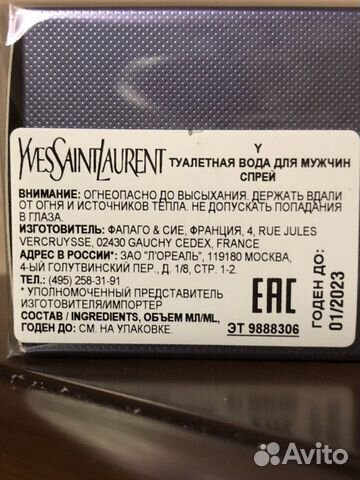 YVESSAINTLAURENT
Y
ТУАЛЕТНАЯ ВОДА ДЛЯ МУЖЧИН
СПРЕЙ
ВНИМАНИЕ: ОГНЕОПАСНО ДО ВЫСЫХАНИЯ. ДЕРЖАТЬ ВДАЛИ
ОТ ОГНЯ И ИСТОЧНИКОВ ТЕПЛА. НЕ ДОПУСКАТЬ ПОПАДАНИЯ
В ГЛАЗА.
ИЗГОТОВИТЕЛЬ: ФАПАГО & СИЕ, ФРАНЦИЯ, 4, RUE JULES
VERCRUYSSE, 02430 GAUCHY CEDEX, FRANCE
АДРЕС В РОССИИ*: ЗАО "Л'ОРЕАЛЬ", 119180 МОСКВА,
4-ЫЙ ГОЛУТВИНСКИЙ ПЕР., Д. 1/8, СТР. 1-2.
ТЕЛ.: (495) 258-31-91
* УПОЛНОМОЧЕННЫЙ ПРЕДСТАВИТЕЛЬ
ИЗГОТОВИТЕЛЯ/ИМПОРТЕР
СОСТАВ / INGREDIENTS, ОБЪЕМ МЛ/ML,
ГОДЕН ДО: СМ. НА УПАКОВКЕ.
ЭТ 9888306
EAC
ГОДЕН ДО:
01/2023
Avito